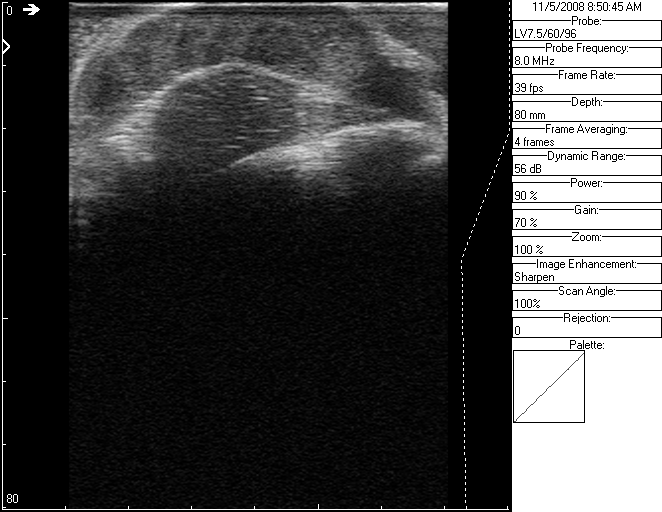 0
80
11/5/2008 8:50:45 AM
Probe:
LV7.5/60/96
Probe Frequency:
8.0 MHz
Frame Rate:
39 fps
Depth:
80 mm
Frame Averaging:
4 frames
Dynamic Range:
56 dB
Power:
90 %
Gain:
70 %
Zoom:
100 %
Image Enhancement:
Sharpen
Scan Angle:
100%
Rejection:
0
Palette: